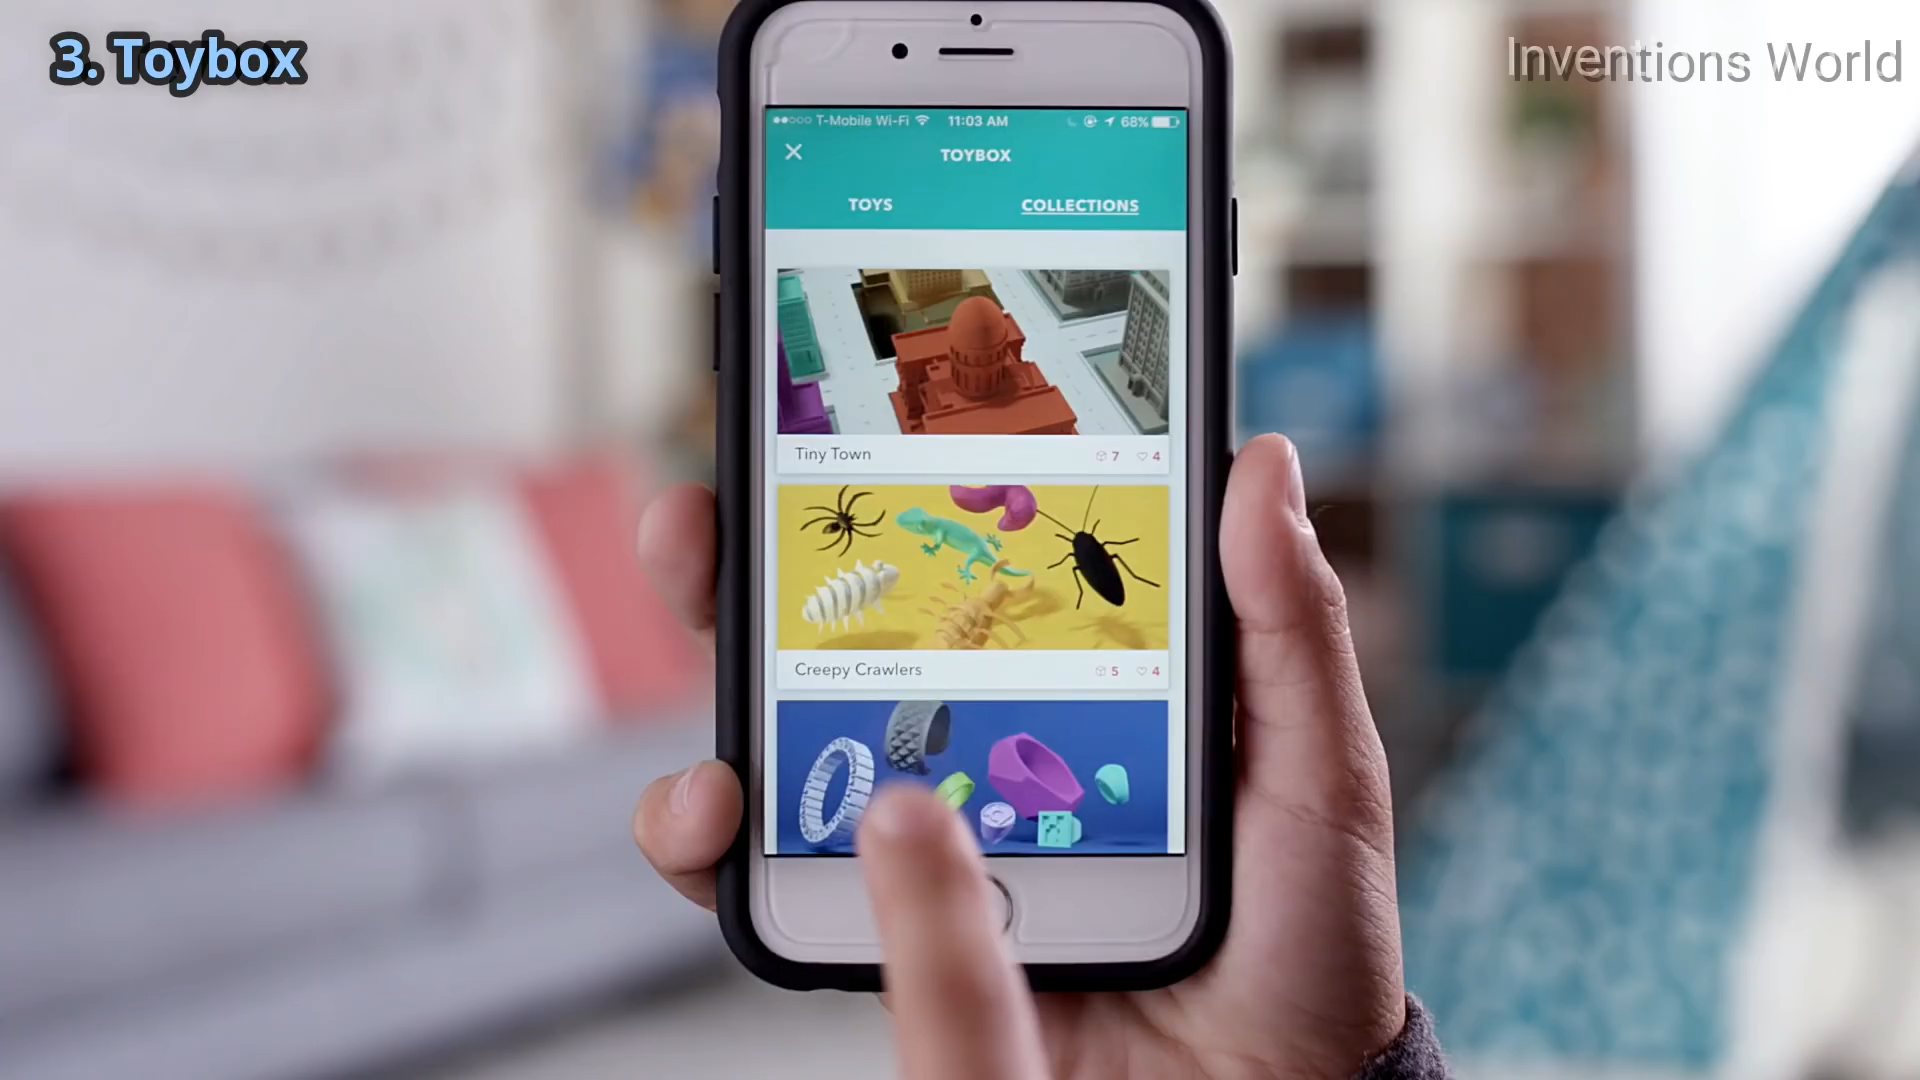 3. Toybox
Inventions World
T-Mobile Wi-Fi 11:03 AM 68%
TOYBOX
TOYS COLLECTIONS
Tiny Town 7 4
Creepy Crawlers 5 4